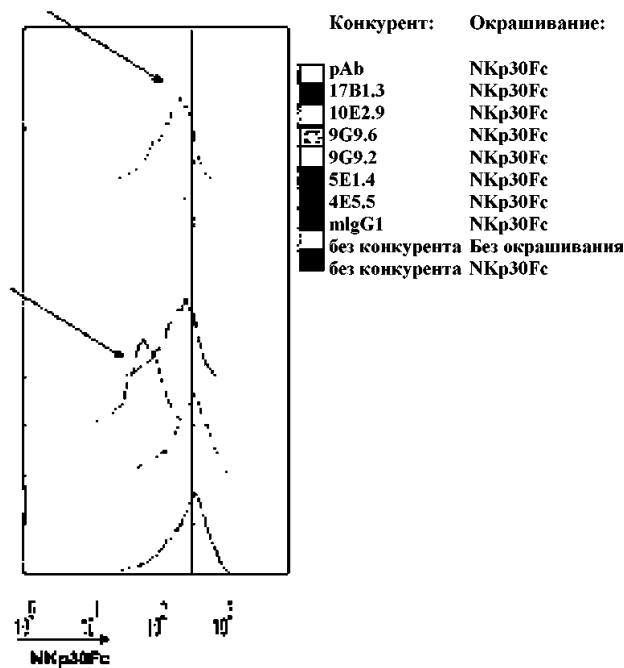 Конкурент: Окрашивание:
pAb NKp30Fc
17B1.3 NKp30Fc
10E2.9 NKp30Fc
9G9.6 NKp30Fc
9G9.2 NKp30Fc
5E1.4 NKp30Fc
4E5.5 NKp30Fc
mIgG1 NKp30Fc
без конкурента Без окрашивания
без конкурента NKp30Fc
NKp30Fc